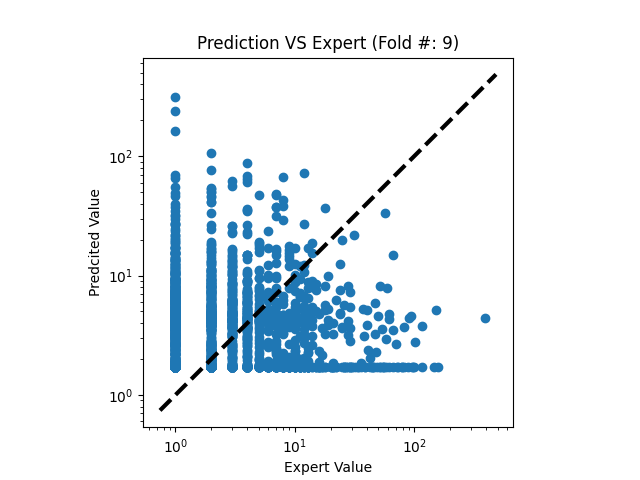 Prediction VS Expert (Fold #: 9)
Predcited Value
10²
10¹
10⁰
10⁰ 10¹ 10²
Expert Value